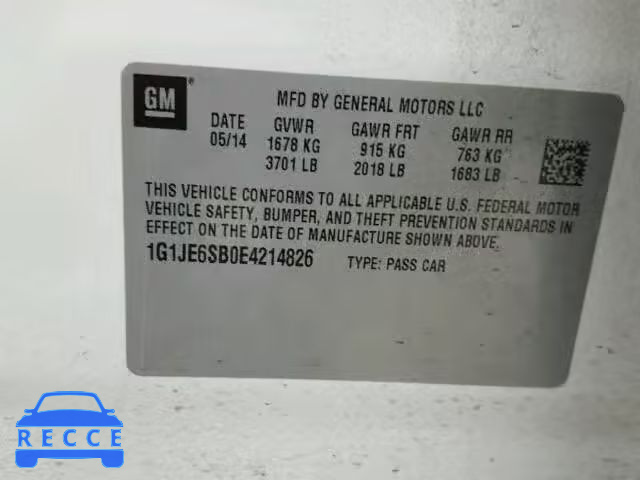 GM ®
MFD BY GENERAL MOTORS LLC
DATE GVWR GAWR FRT GAWR RR
05/14 1678 KG 915 KG 763 KG
3701 LB 2018 LB 1683 LB
THIS VEHICLE CONFORMS TO ALL APPLICABLE U.S. FEDERAL MOTOR
VEHICLE SAFETY, BUMPER, AND THEFT PREVENTION STANDARDS IN
EFFECT ON THE DATE OF MANUFACTURE SHOWN ABOVE.
1G1JE6SB0E4214826 TYPE: PASS CAR
RECCE